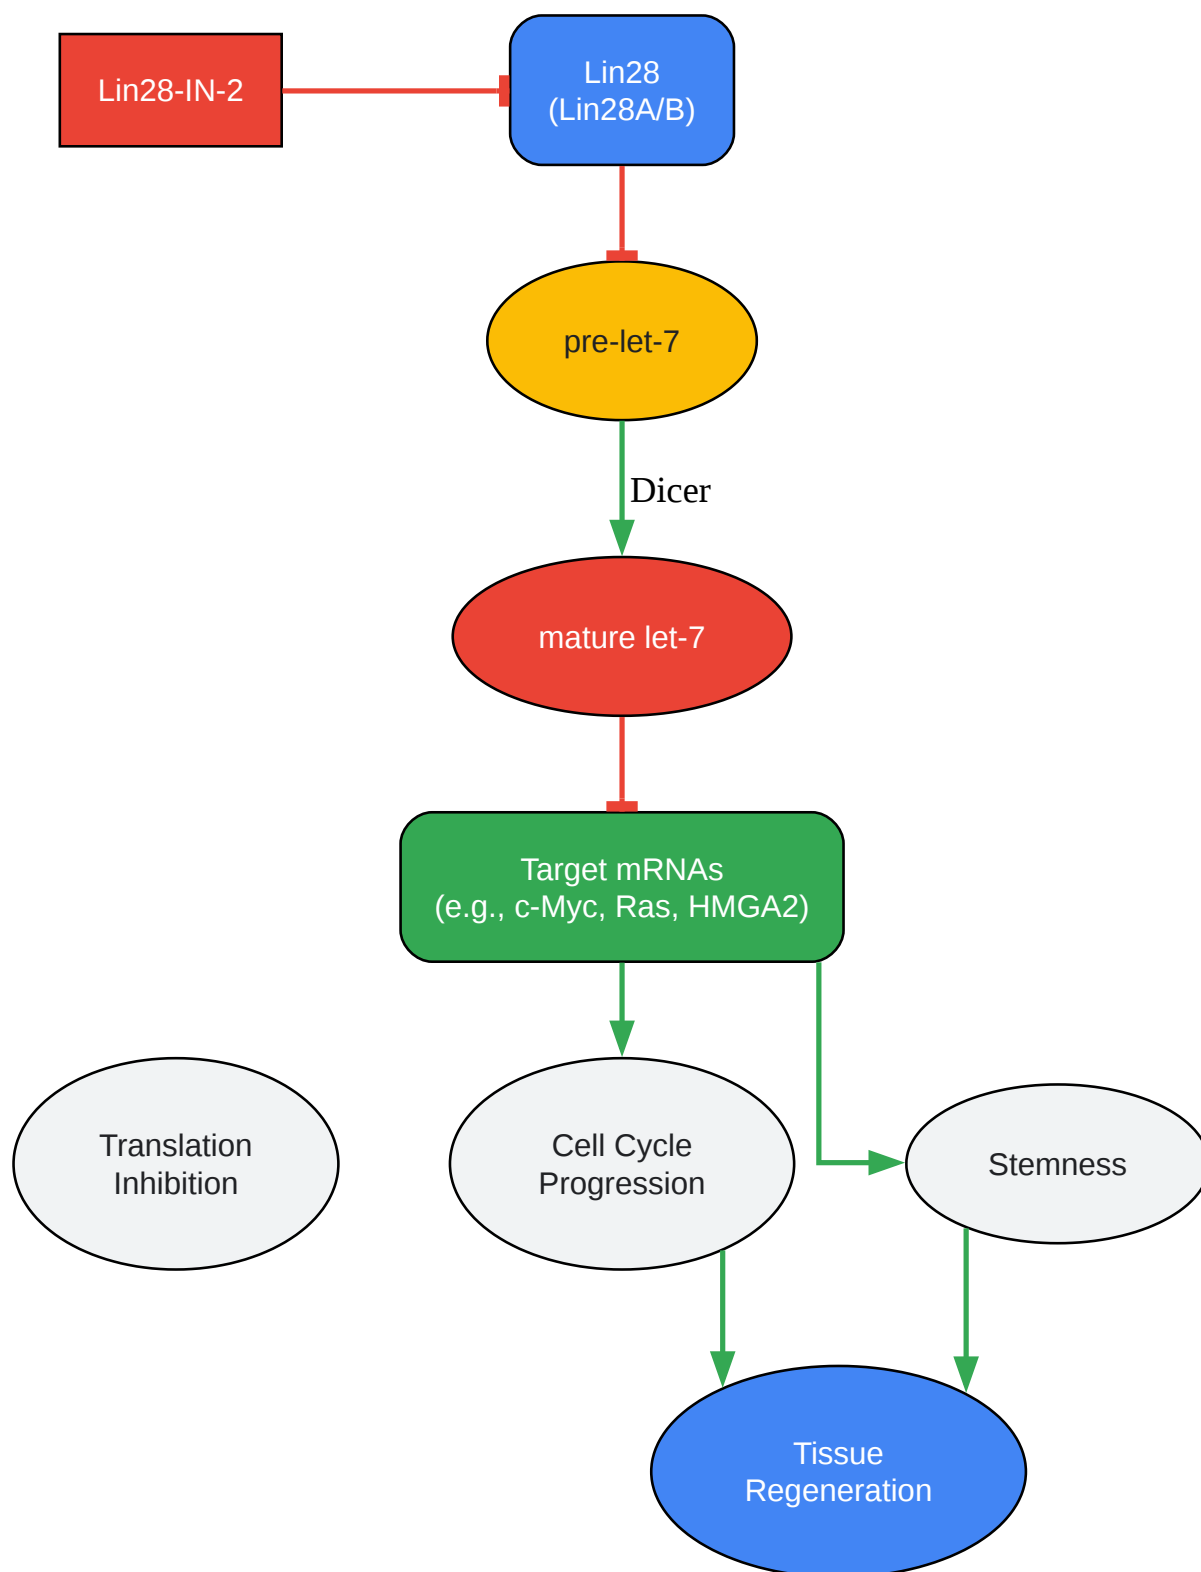 Lin28-IN-2
Lin28
(Lin28A/B)
pre-let-7
Dicer
mature let-7
Target mRNAs
(e.g., c-Myc, Ras, HMGA2)
Translation
Inhibition
Cell Cycle
Progression
Stemness
Tissue
Regeneration